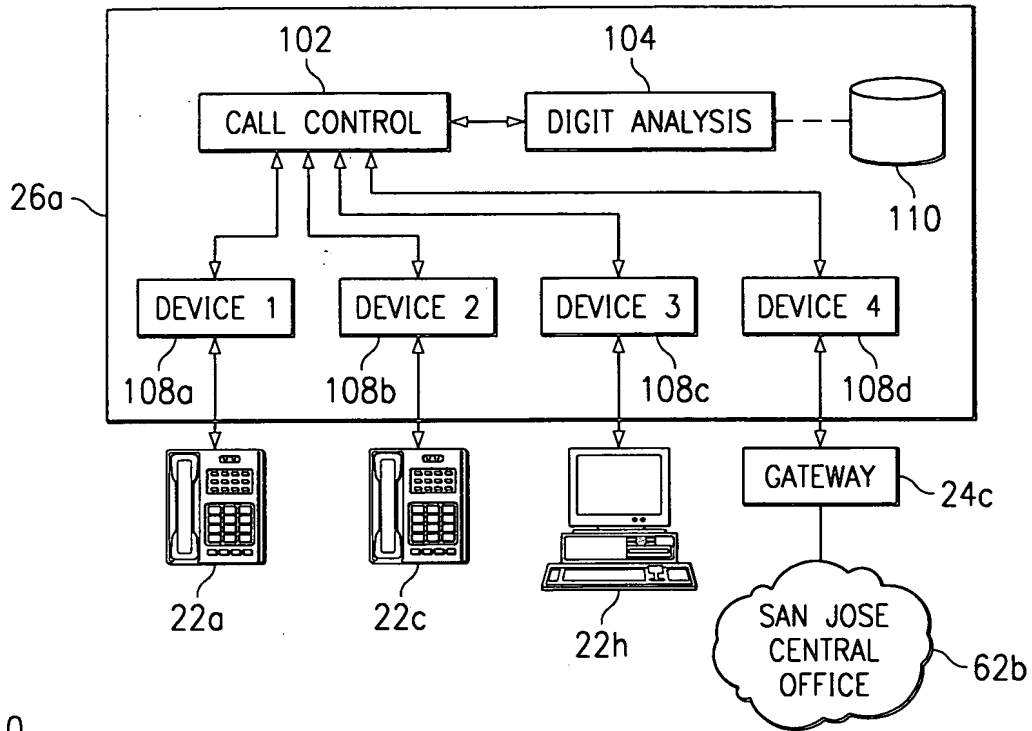 102
104
CALL CONTROL
DIGIT ANALYSIS
26a
110
DEVICE 1
DEVICE 2
DEVICE 3
DEVICE 4
108a
108b
108c
108d
GATEWAY
24c
22a
22c
22h
SAN JOSE
CENTRAL
OFFICE
62b